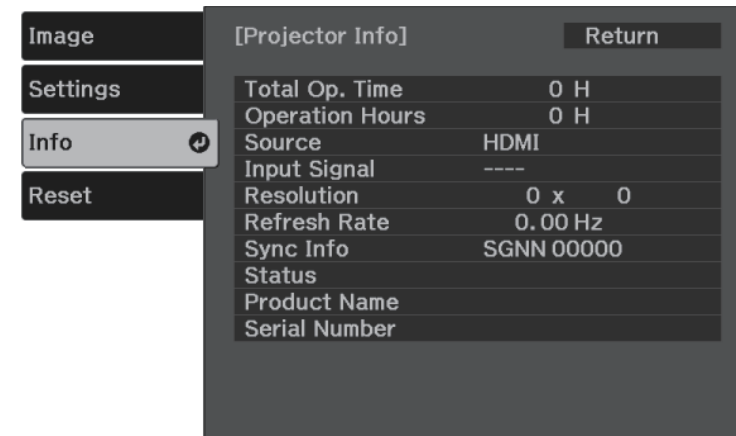 Image
Settings
Info
Reset
[Projector Info] Return
Total Op. Time 0 H
Operation Hours 0 H
Source HDMI
Input Signal ----
Resolution 0 x 0
Refresh Rate 0.00 Hz
Sync Info SGNN 00000
Status
Product Name
Serial Number